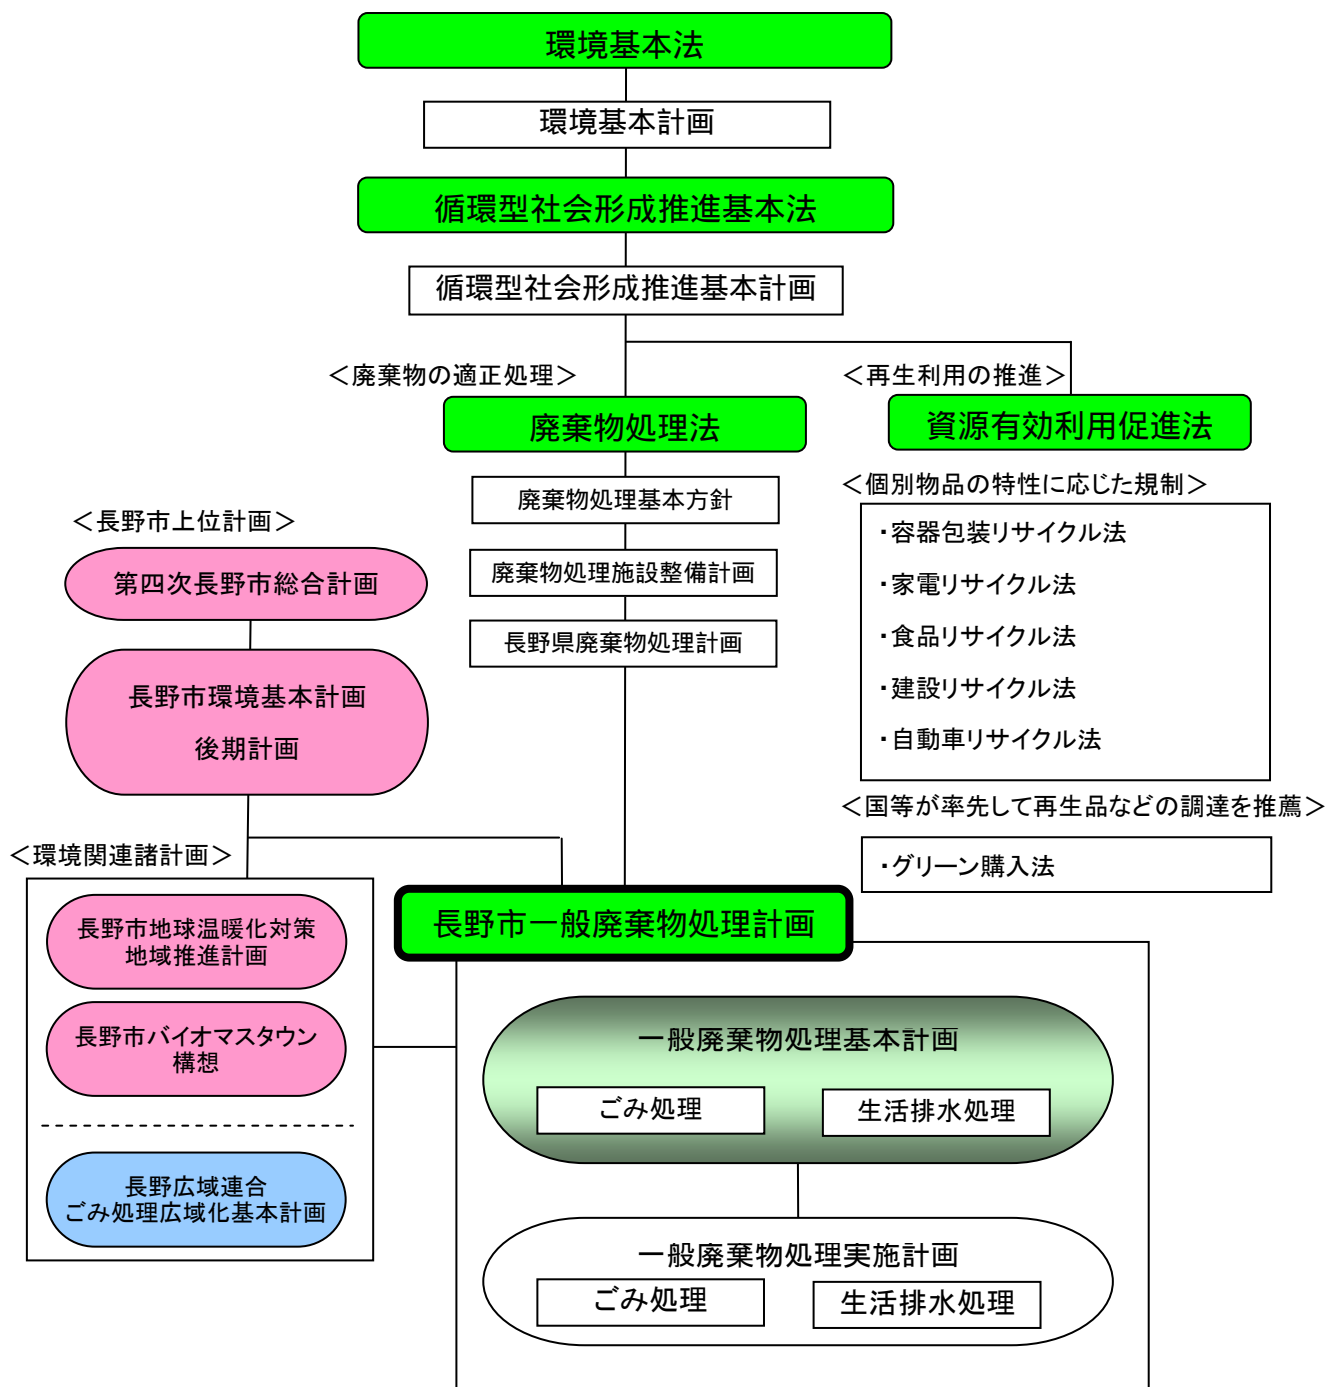 環境基本法
環境基本計画
循環型社会形成推進基本法
循環型社会形成推進基本計画
＜廃棄物の適正処理＞
＜再生利用の推進＞
廃棄物処理法
資源有効利用促進法
廃棄物処理基本方針
廃棄物処理施設整備計画
長野県廃棄物処理計画
＜個別物品の特性に応じた規制＞
・容器包装リサイクル法
・家電リサイクル法
・食品リサイクル法
・建設リサイクル法
・自動車リサイクル法
＜国等が率先して再生品などの調達を推薦＞
・グリーン購入法
＜長野市上位計画＞
第四次長野市総合計画
長野市環境基本計画
後期計画
＜環境関連諸計画＞
長野市地球温暖化対策
地域推進計画
長野市バイオマスタウン
構想
長野広域連合
ごみ処理広域化基本計画
長野市一般廃棄物処理計画
一般廃棄物処理基本計画
ごみ処理
生活排水処理
一般廃棄物処理実施計画
ごみ処理
生活排水処理